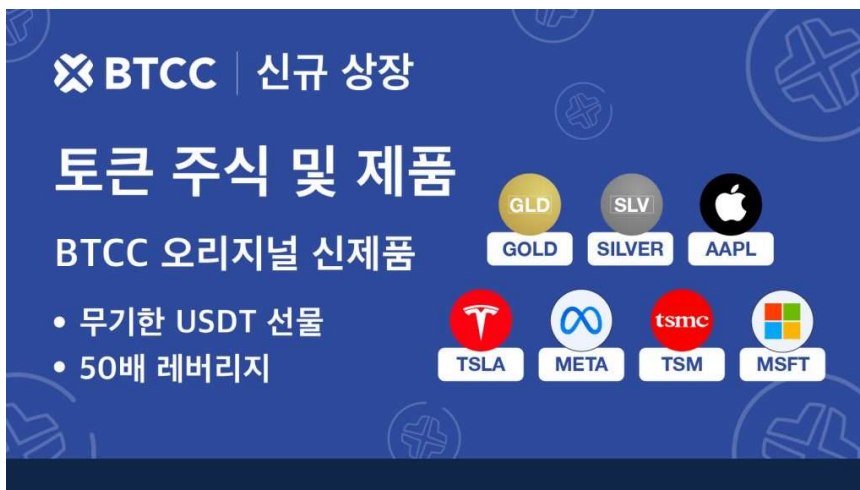 BTCC | 신규 상장
토큰 주식 및 제품
BTCC 오리지널 신제품
• 무기한 USDT 선물
• 50배 레버리지
GLD SLV
GOLD SILVER AAPL
tsmc
TSLA META TSM MSFT